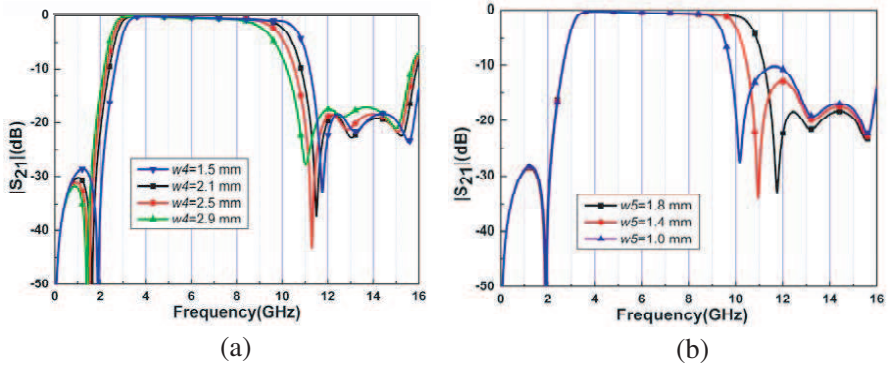 0
-10
-20
-30
-40
-50
|S21|(dB)
w4=1.5 mm
w4=2.1 mm
w4=2.5 mm
w4=2.9 mm
0 2 4 6 8 10 12 14 16
Frequency(GHz)
(a)
0
-10
-20
-30
-40
-50
|S21|(dB)
w5=1.8 mm
w5=1.4 mm
w5=1.0 mm
0 2 4 6 8 10 12 14 16
Frequency(GHz)
(b)